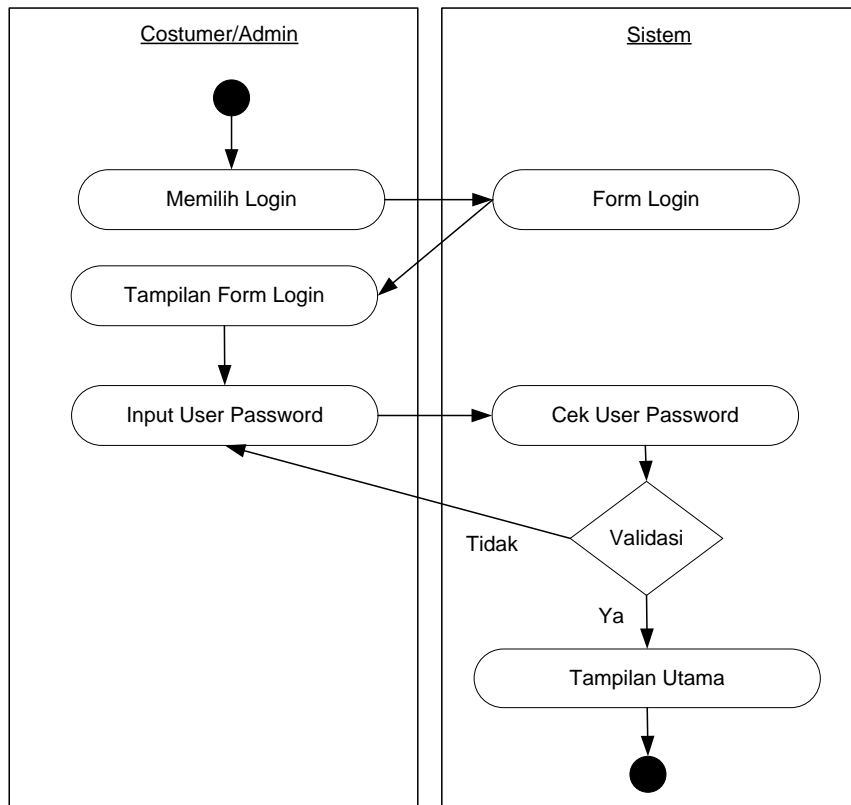 Costumer/Admin
Sistem
Memilih Login
Form Login
Tampilan Form Login
Input User Password
Cek User Password
Validasi
Tidak
Ya
Tampilan Utama